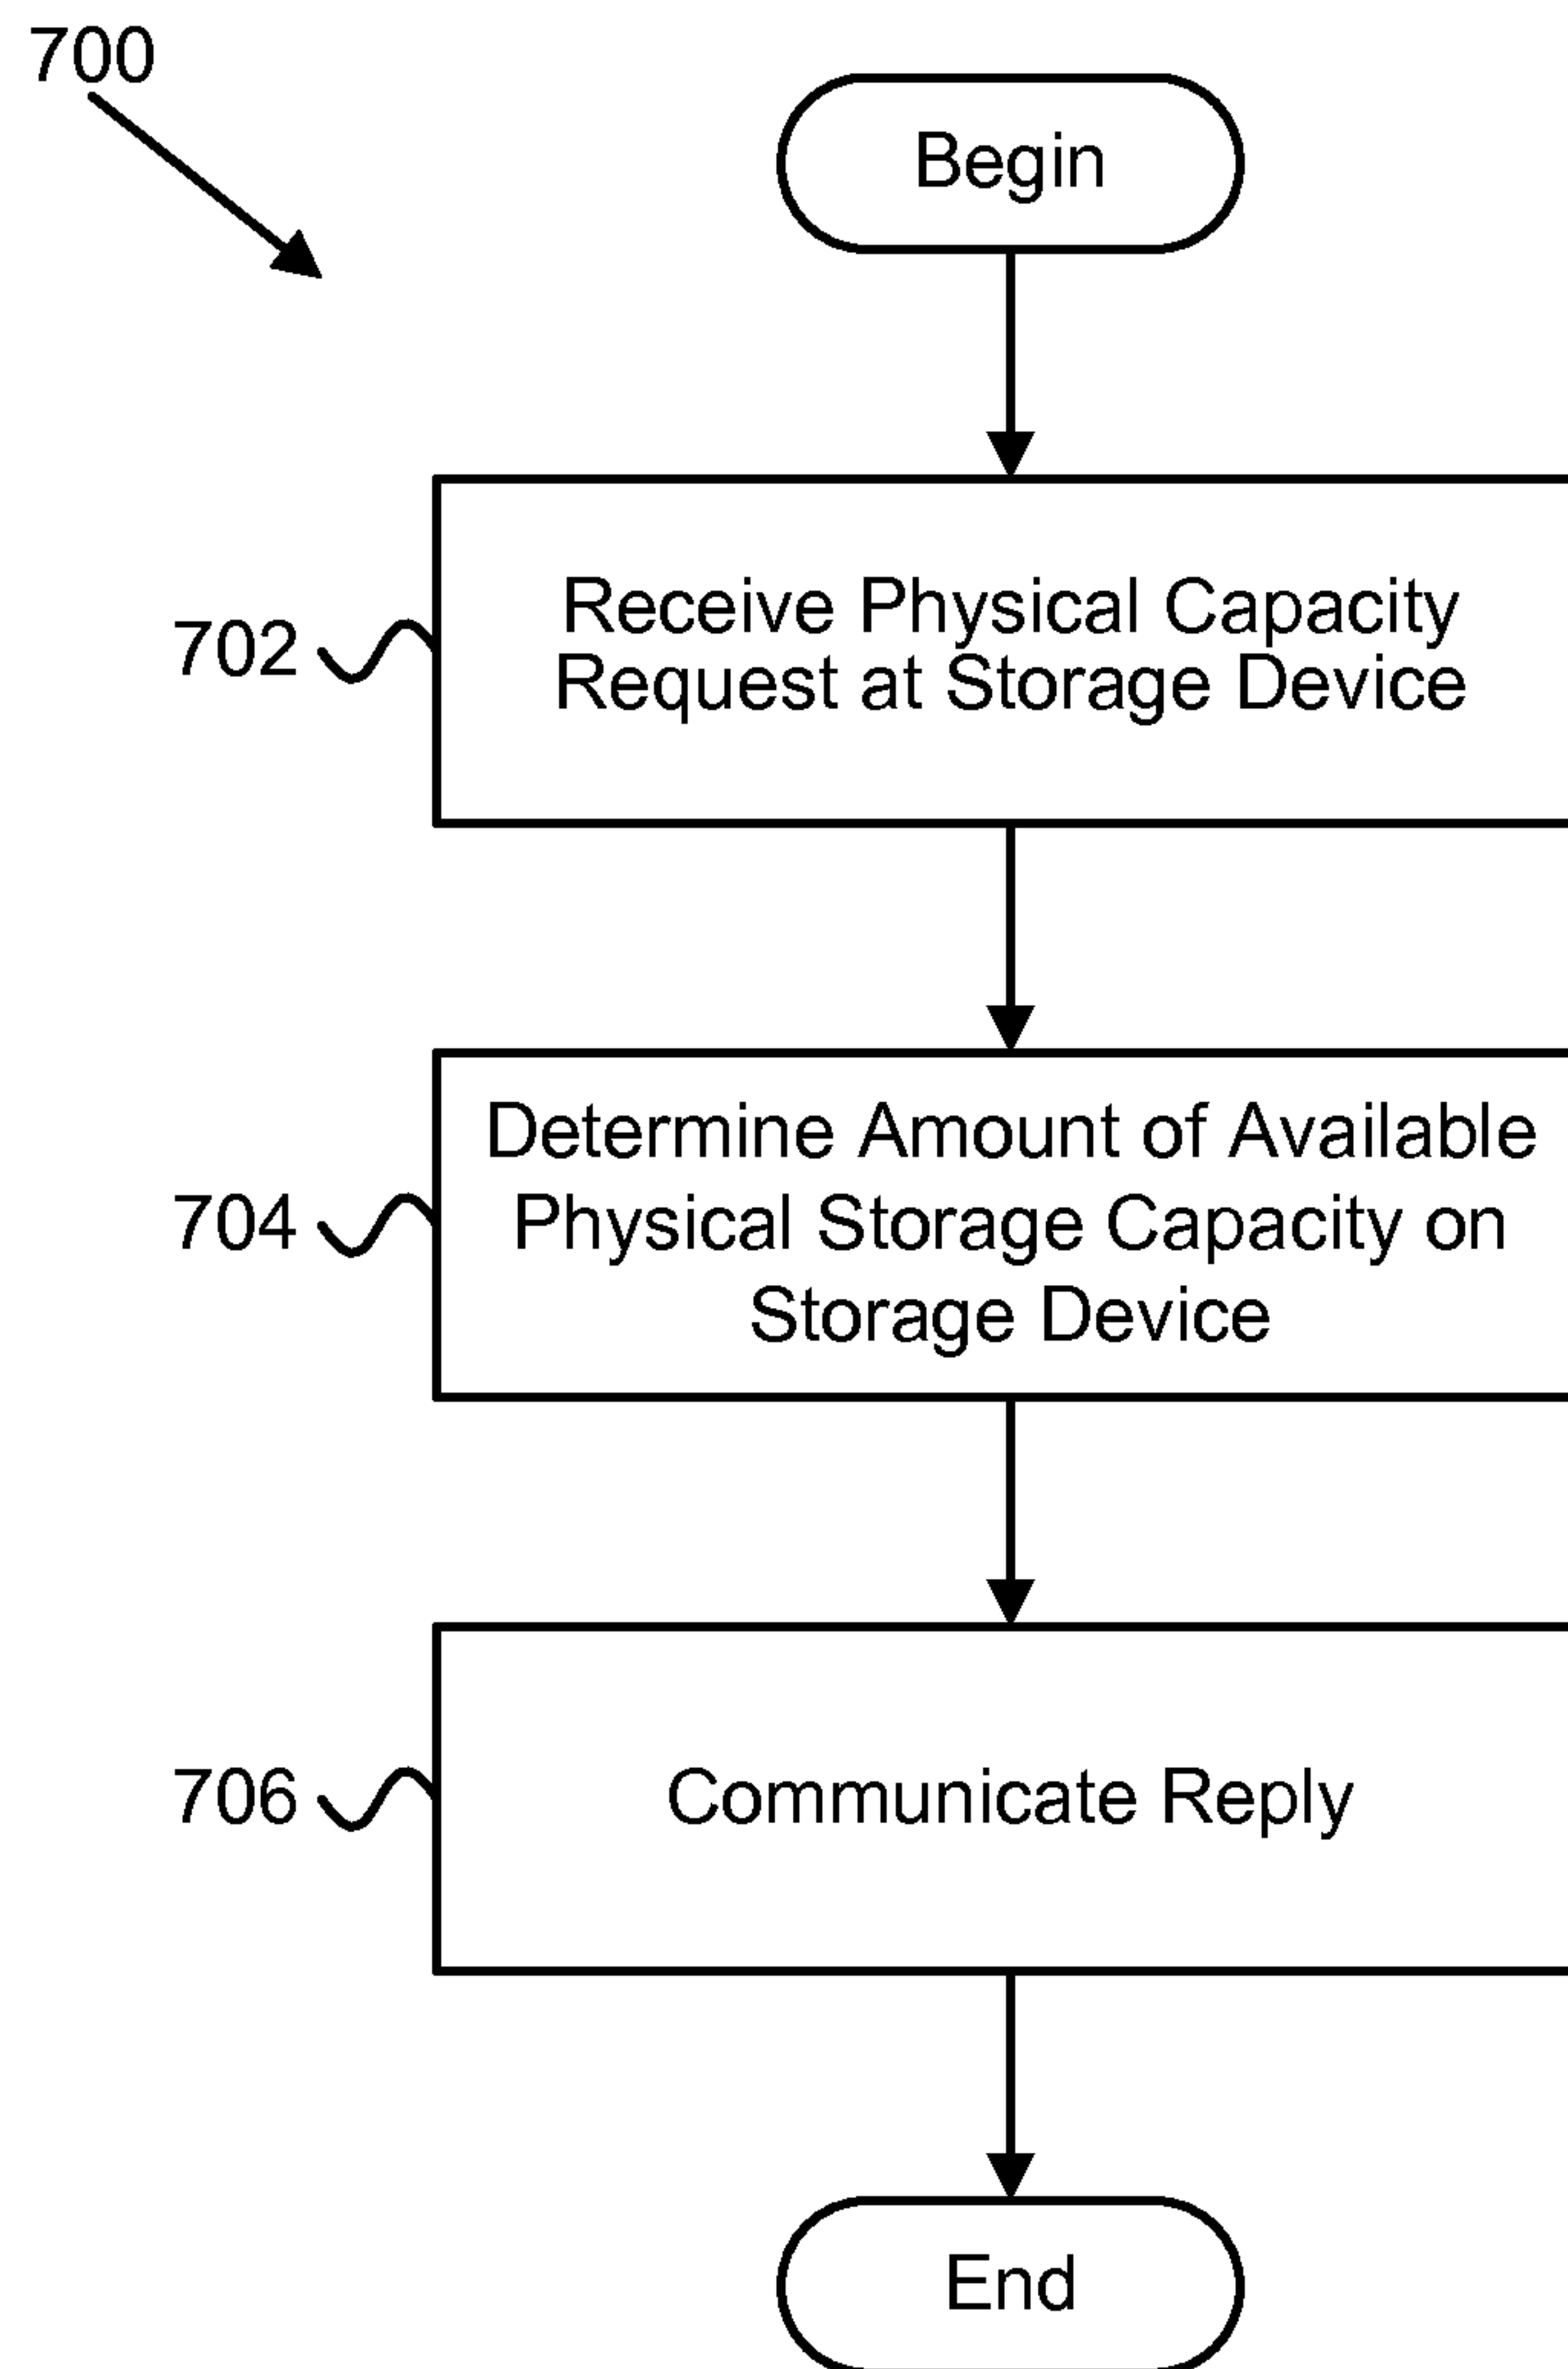 700
Begin
702
Receive Physical Capacity
Request at Storage Device
704
Determine Amount of Available
Physical Storage Capacity on
Storage Device
706
Communicate Reply
End